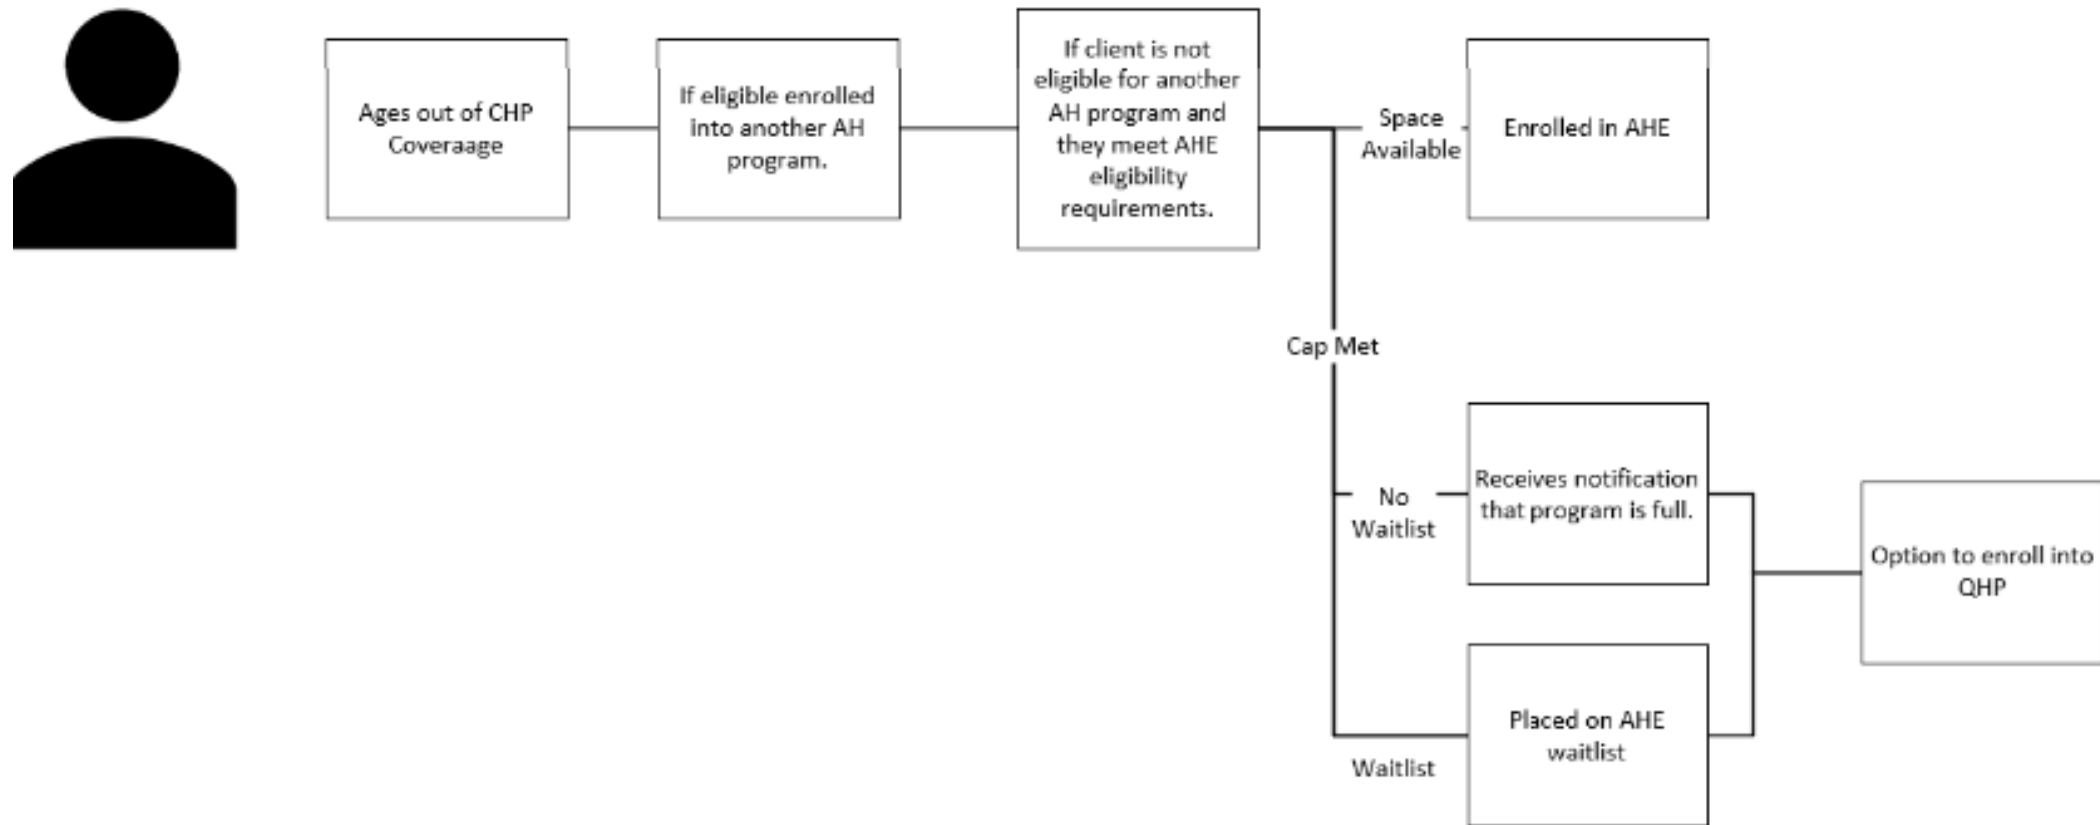 Ages out of CHP
Coveraage
If eligible enrolled
into another AH
program.
If client is not
eligible for another
AH program and
they meet AHE
eligibility
requirements.
Space
Available
Enrolled in AHE
Cap Met
No
Waitlist
Receives notification
that program is full.
Waitlist
Placed on AHE
waitlist
Option to enroll into
QHP